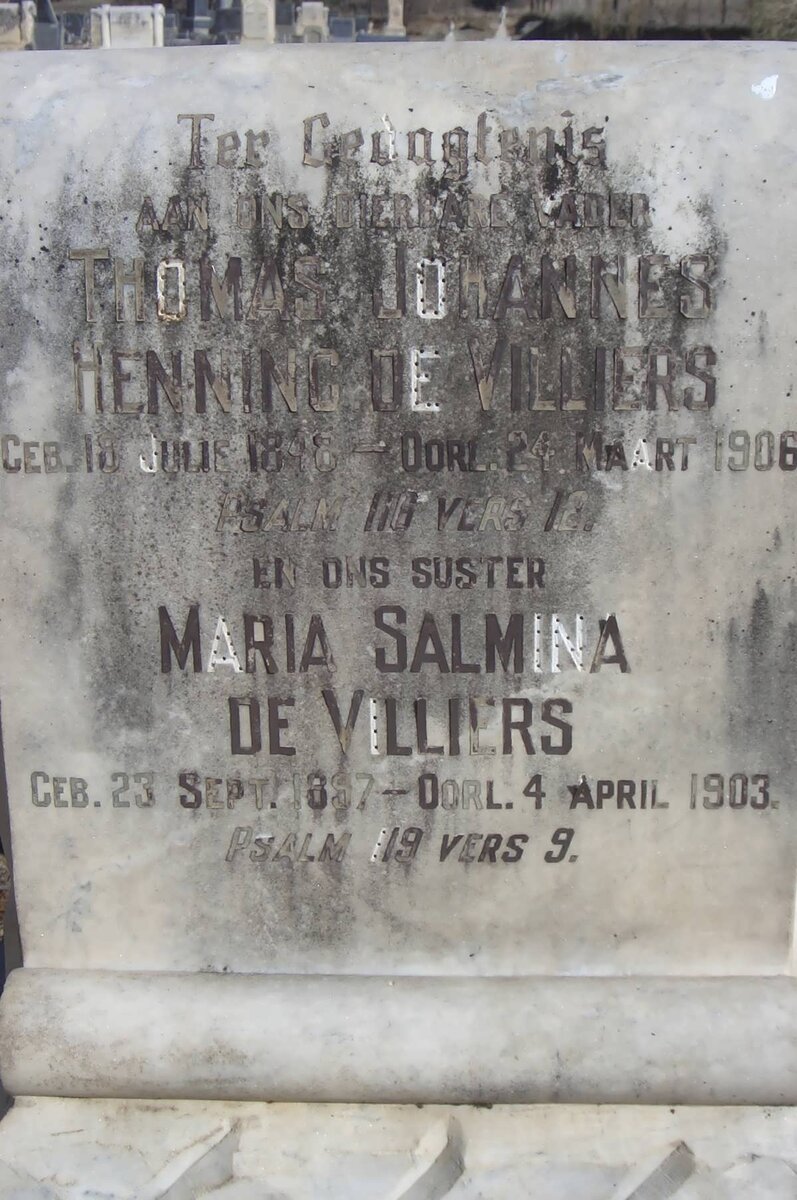 Ter Gedagtenis
AAN ONS DIERBARE VADER
THOMAS JOHANNES
HENNING DE VILLIERS
GEB. 18 JULIE 1848 – OORL. 24 MAART 1906
PSALM 116 VERS 12.
EN ONS SUSTER
MARIA SALMINA
DE VILLIERS
GEB. 23 SEPT. 1897 – OORL. 4 APRIL 1903.
PSALM 119 VERS 9.